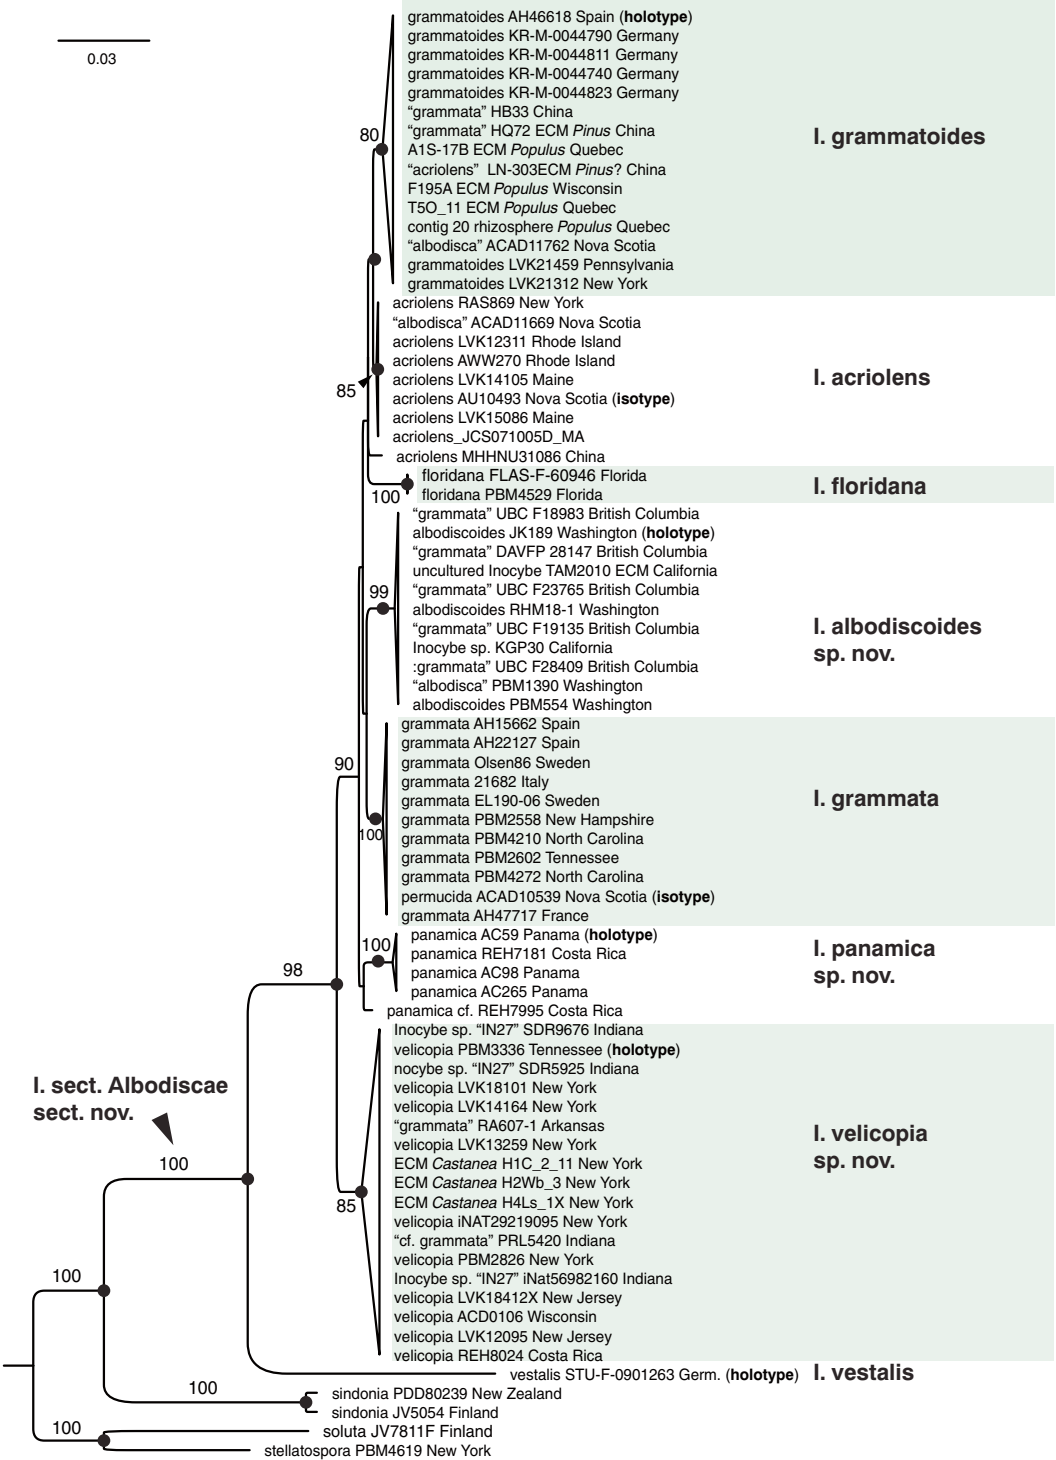 0.03
grammatoides AH46618 Spain (holotype)
grammatoides KR-M-0044790 Germany
grammatoides KR-M-0044811 Germany
grammatoides KR-M-0044740 Germany
grammatoides KR-M-0044823 Germany
“grammata” HB33 China
“grammata” HQ72 ECM Pinus China
A1S-17B ECM Populus Quebec
“acriolens” LN-303ECM Pinus? China
F195A ECM Populus Wisconsin
T5O_11 ECM Populus Quebec
contig 20 rhizosphere Populus Quebec
“albodisca” ACAD11762 Nova Scotia
grammatoides LVK21459 Pennsylvania
grammatoides LVK21312 New York
80
I. grammatoides
acriolens RAS869 New York
“albodisca” ACAD11669 Nova Scotia
acriolens LVK12311 Rhode Island
acriolens AWW270 Rhode Island
acriolens LVK14105 Maine
acriolens AU10493 Nova Scotia (isotype)
acriolens LVK15086 Maine
acriolens_JCS071005D_MA
acriolens MHHNU31086 China
85
I. acriolens
floridana FLAS-F-60946 Florida
floridana PBM4529 Florida
100
I. floridana
“grammata” UBC F18983 British Columbia
albodiscoides JK189 Washington (holotype)
“grammata” DAVFP 28147 British Columbia
uncultured Inocybe TAM2010 ECM California
“grammata” UBC F23765 British Columbia
albodiscoides RHM18-1 Washington
“grammata” UBC F19135 British Columbia
Inocybe sp. KGP30 California
:grammata” UBC F28409 British Columbia
“albodisca” PBM1390 Washington
albodiscoides PBM554 Washington
99
I. albodiscoides
sp. nov.
grammata AH15662 Spain
grammata AH22127 Spain
grammata Olsen86 Sweden
grammata 21682 Italy
grammata EL190-06 Sweden
grammata PBM2558 New Hampshire
grammata PBM4210 North Carolina
grammata PBM2602 Tennessee
grammata PBM4272 North Carolina
permucida ACAD10539 Nova Scotia (isotype)
grammata AH47717 France
90
100
I. grammata
panamica AC59 Panama (holotype)
panamica REH7181 Costa Rica
panamica AC98 Panama
panamica AC265 Panama
panamica cf. REH7995 Costa Rica
100
98
I. panamica
sp. nov.
Inocybe sp. “IN27” SDR9676 Indiana
velicopia PBM3336 Tennessee (holotype)
nocybe sp. “IN27” SDR5925 Indiana
velicopia LVK18101 New York
velicopia LVK14164 New York
“grammata” RA607-1 Arkansas
velicopia LVK13259 New York
ECM Castanea H1C_2_11 New York
ECM Castanea H2Wb_3 New York
ECM Castanea H4Ls_1X New York
velicopia iNAT29219095 New York
“cf. grammata” PRL5420 Indiana
velicopia PBM2826 New York
Inocybe sp. “IN27” iNat56982160 Indiana
velicopia LVK18412X New Jersey
velicopia ACD0106 Wisconsin
velicopia LVK12095 New Jersey
velicopia REH8024 Costa Rica
85
I. velicopia
sp. nov.
I. sect. Albodiscae
sect. nov.
100
100
vestalis STU-F-0901263 Germ. (holotype)
I. vestalis
100
sindonia PDD80239 New Zealand
sindonia JV5054 Finland
100
soluta JV7811F Finland
stellatospora PBM4619 New York